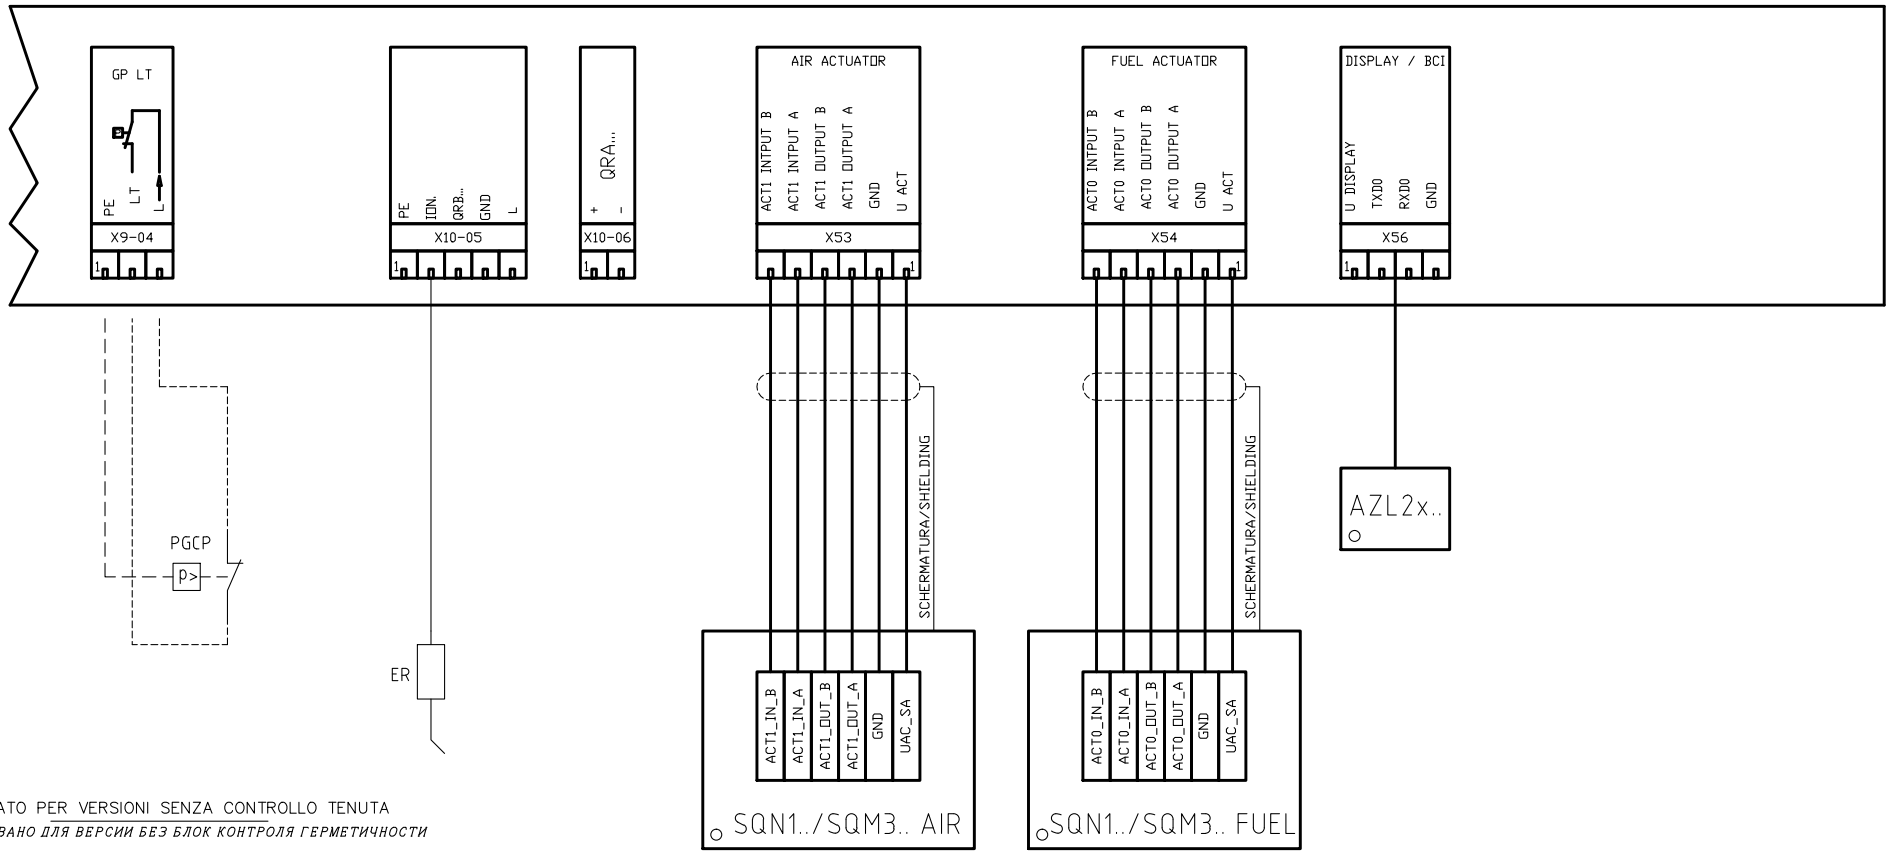 GP LT
PE
LT
L
X9-04
1
PE
ION.
QRB...
GND
L
X10-05
1
QRA...
+
-
X10-06
1
AIR ACTUATOR
ACT1 INTPUT B
ACT1 INTPUT A
ACT1 OUTPUT B
ACT1 OUTPUT A
GND
U ACT
X53
1
FUEL ACTUATOR
ACT0 INTPUT B
ACT0 INTPUT A
ACT0 OUTPUT B
ACT0 OUTPUT A
GND
U ACT
X54
1
DISPLAY / BCI
U DISPLAY
TXD0
RXD0
GND
X56
1
SCHERMATURA/SHIELDING
SCHERMATURA/SHIELDING
AZL2x..
PGCP
p>
ER
ACT1_IN_B
ACT1_IN_A
ACT1_OUT_B
ACT1_OUT_A
GND
UAC_SA
SQN1../SQM3.. AIR
ACT0_IN_B
ACT0_IN_A
ACT0_OUT_B
ACT0_OUT_A
GND
UAC_SA
SQN1../SQM3.. FUEL
ATO PER VERSIONI SENZA CONTROLLO TENUTA
ВАНО ДЛЯ ВЕРСИИ БЕЗ БЛОК КОНТРОЛЯ ГЕРМЕТИЧНОСТИ